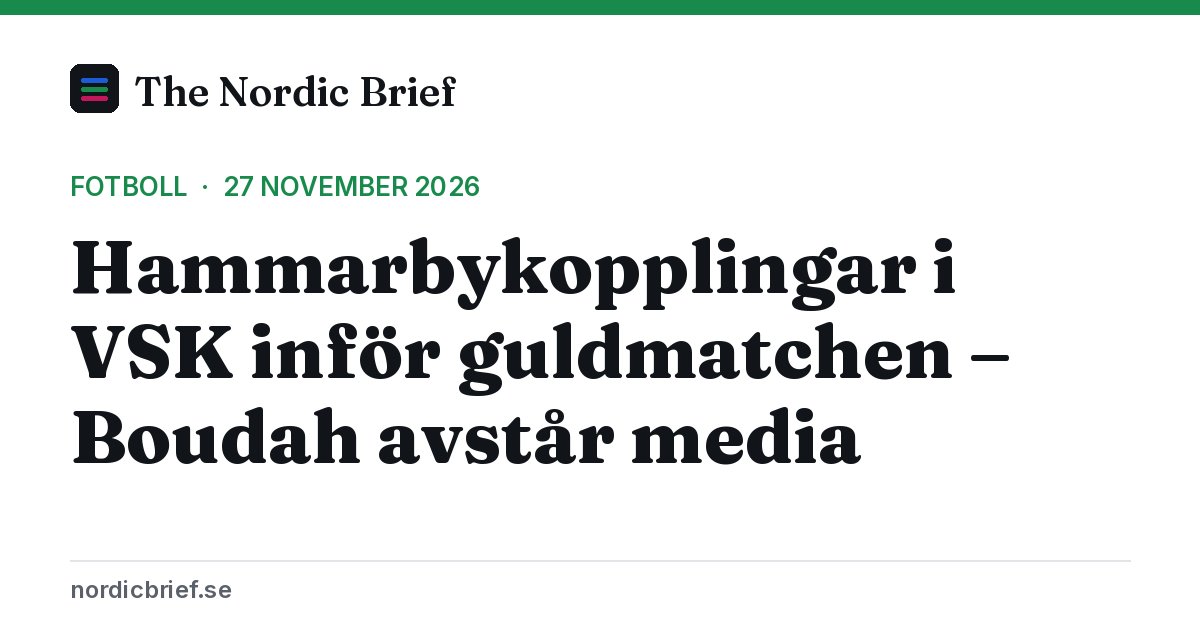 The Nordic Brief
FOTBOLL · 27 NOVEMBER 2026
Hammarbykopplingar i
VSK inför guldmatchen –
Boudah avstår media
nordicbrief.se